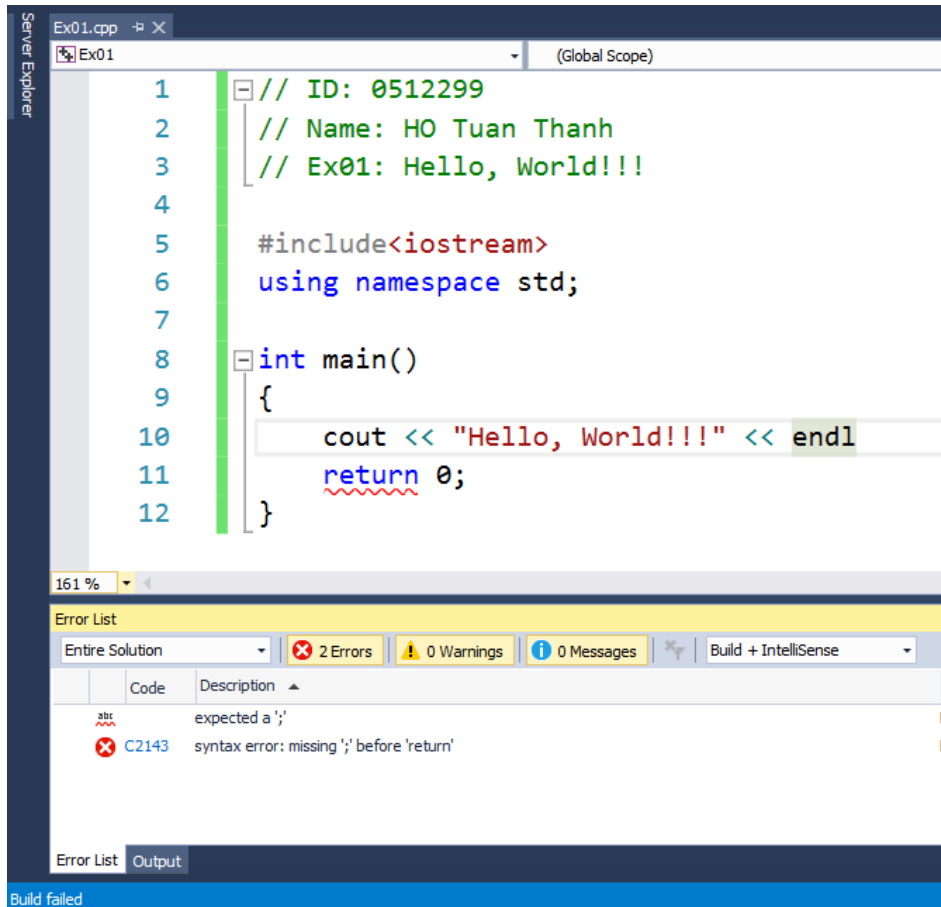 Server Explorer
Ex01.cpp
Ex01
(Global Scope)
1 // ID: 0512299
2 // Name: HO Tuan Thanh
3 // Ex01: Hello, World!!!
4
5 #include<iostream>
6 using namespace std;
7
8 int main()
9 {
10 cout << "Hello, World!!!" << endl
11 return 0;
12 }
161 %
Error List
Entire Solution 2 Errors 0 Warnings 0 Messages Build + IntelliSense
Code Description
abc expected a ';'
C2143 syntax error: missing ';' before 'return'
Error List Output
Build failed